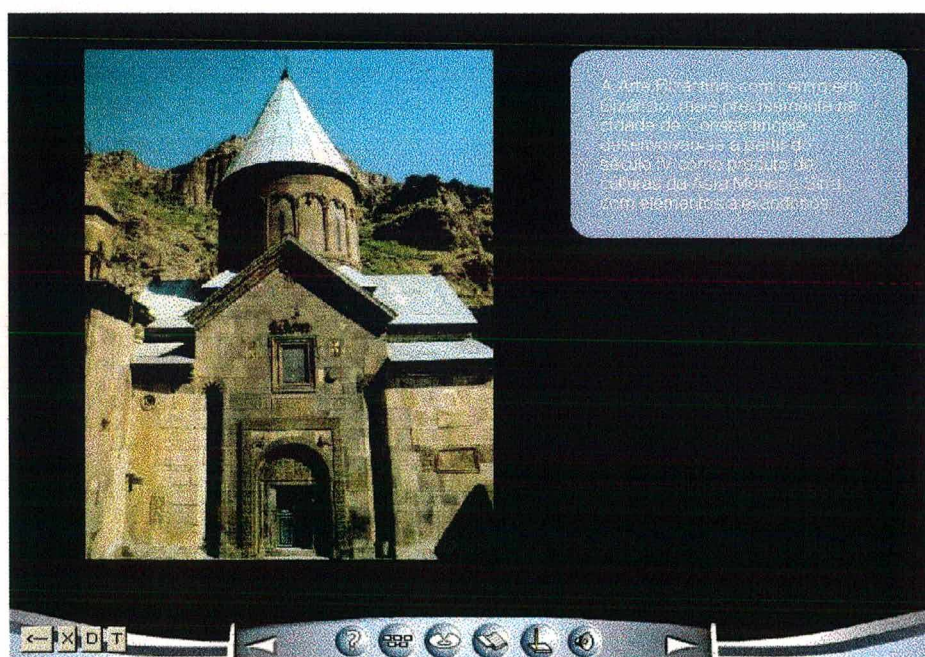 A Arte Bizantina, com centro em
Bizâncio, mais precisamente na
cidade de Constantinopla
desenvolveu-se a partir do
século IV como produto de
culturas da Ásia Menor e Síria,
com elementos alexandrinos.
X D T
?